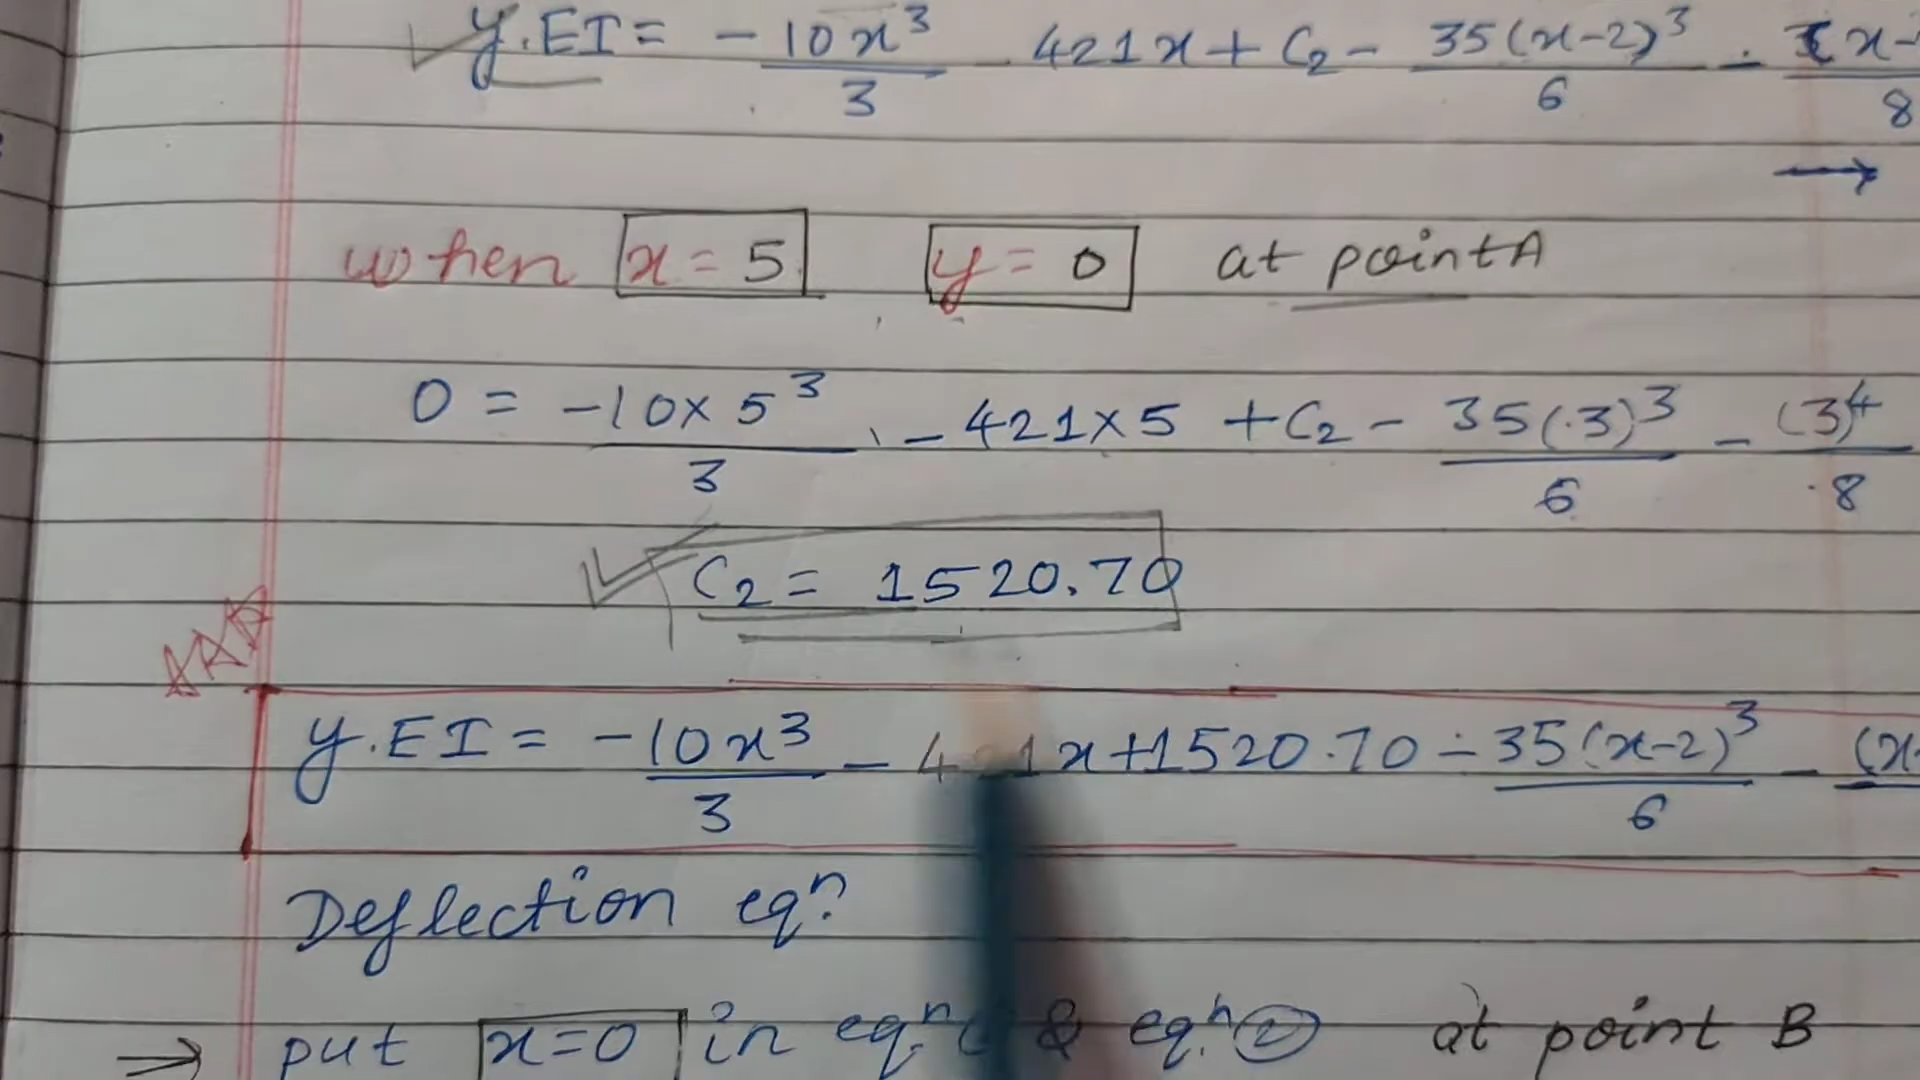 y.EI = -10x³/3 - 421x + C₂ - 35(x-2)³/6 - (x-
8
→
when x = 5 y = 0 at point A
0 = -10×5³/3 - 421×5 + C₂ - 35(3)³/6 - (3)⁴/8
C₂ = 1520.70
y.EI = -10x³/3 - 421x+1520.70 - 35(x-2)³/6 - (x-
Deflection eqⁿ.
⇒ put x=0 in eqⁿ & eqⁿ. ② at point B